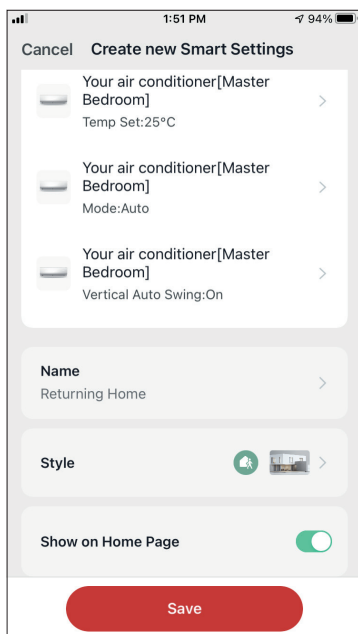 1:51 PM
94%
Cancel Create new Smart Settings
Your air conditioner[Master
Bedroom]
Temp Set:25°C
Your air conditioner[Master
Bedroom]
Mode:Auto
Your air conditioner[Master
Bedroom]
Vertical Auto Swing:On
Name
Returning Home
Style
Show on Home Page
Save